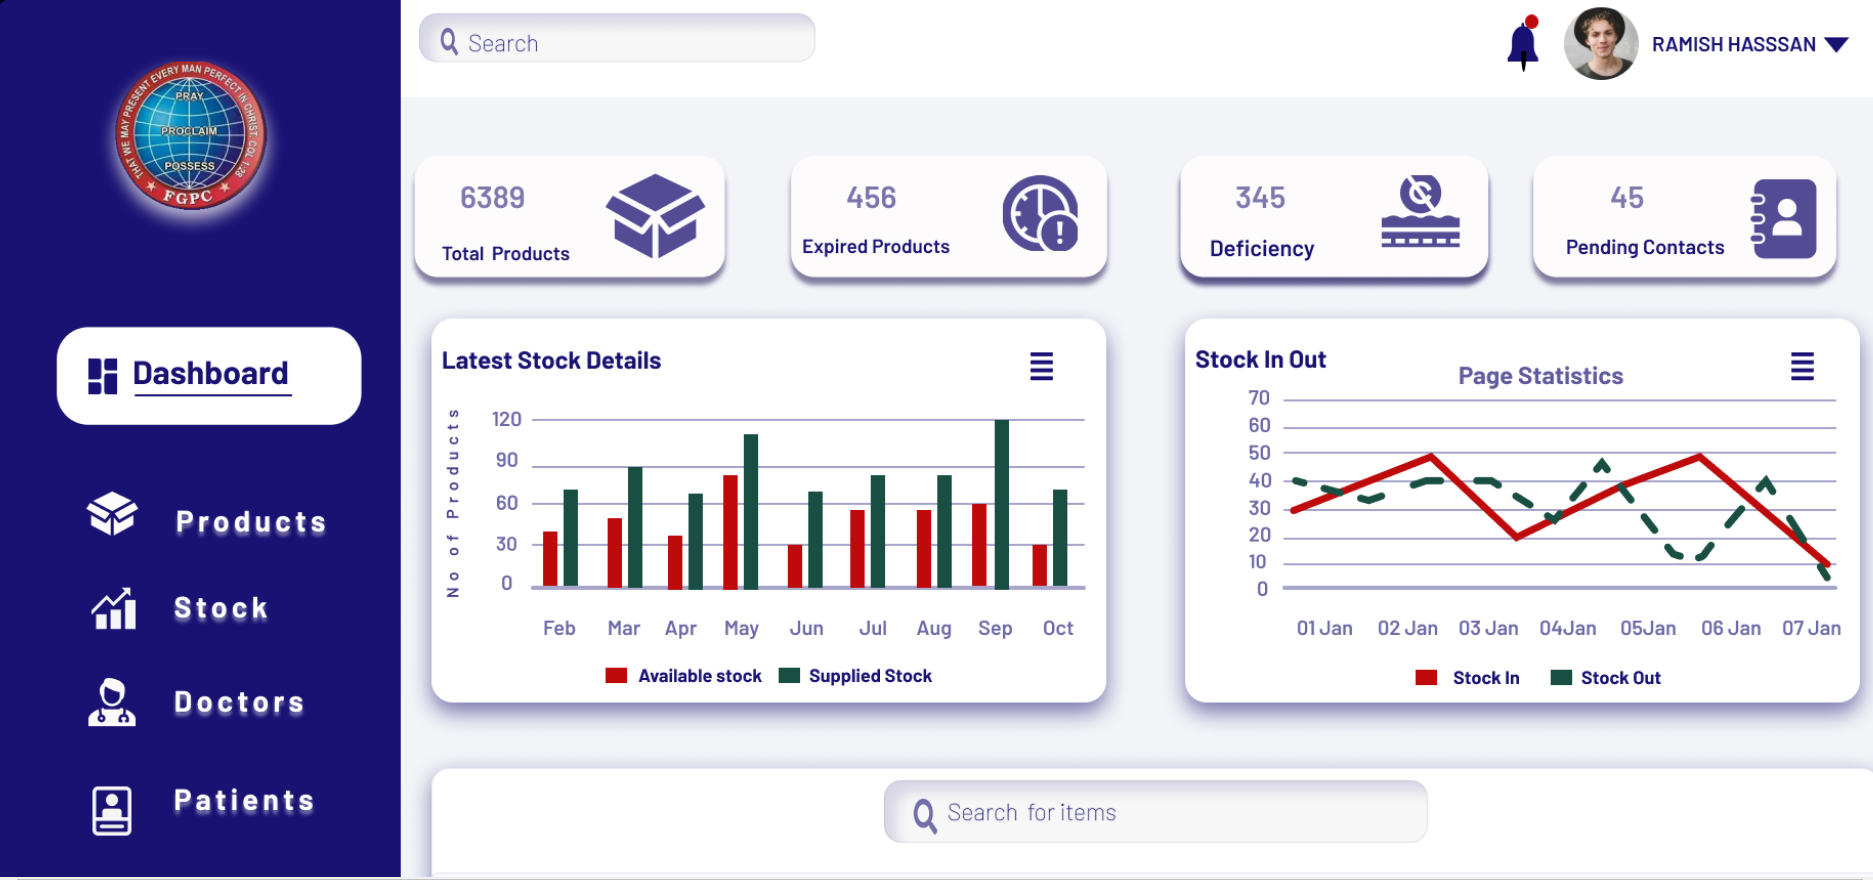 THAT WE MAY PRESENT EVERY MAN PERFECT IN CHRIST. COL 1:28
PRAY
PROCLAIM
POSSESS
FGPC
Dashboard
Products
Stock
Doctors
Patients
Search
RAMISH HASSSAN
6389
Total Products
456
Expired Products
345
Deficiency
45
Pending Contacts
Latest Stock Details
No of Products
120
90
60
30
0
Feb Mar Apr May Jun Jul Aug Sep Oct
Available stock Supplied Stock
Stock In Out
Page Statistics
70
60
50
40
30
20
10
0
01 Jan 02 Jan 03 Jan 04Jan 05Jan 06 Jan 07 Jan
Stock In Stock Out
Search for items